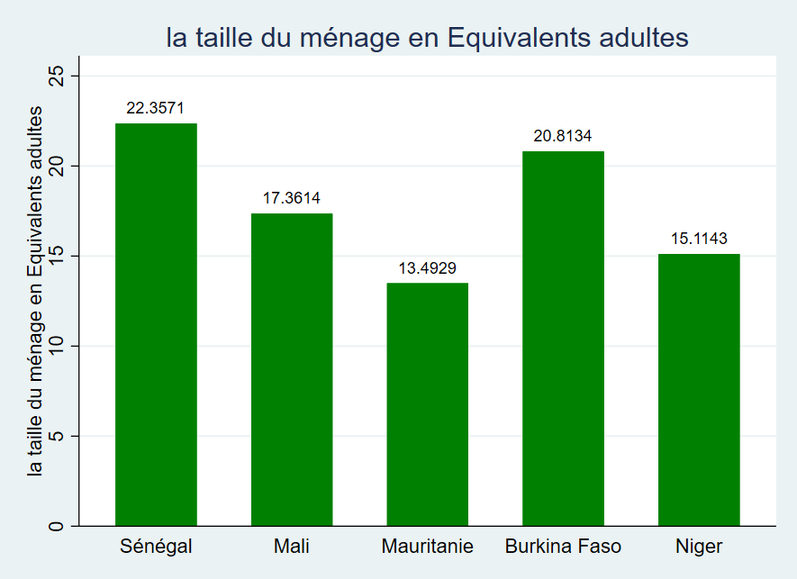 la taille du ménage en Equivalents adultes
la taille du ménage en Equivalents adultes
25
20
15
10
5
0
22.3571
17.3614
13.4929
20.8134
15.1143
Sénégal
Mali
Mauritanie
Burkina Faso
Niger